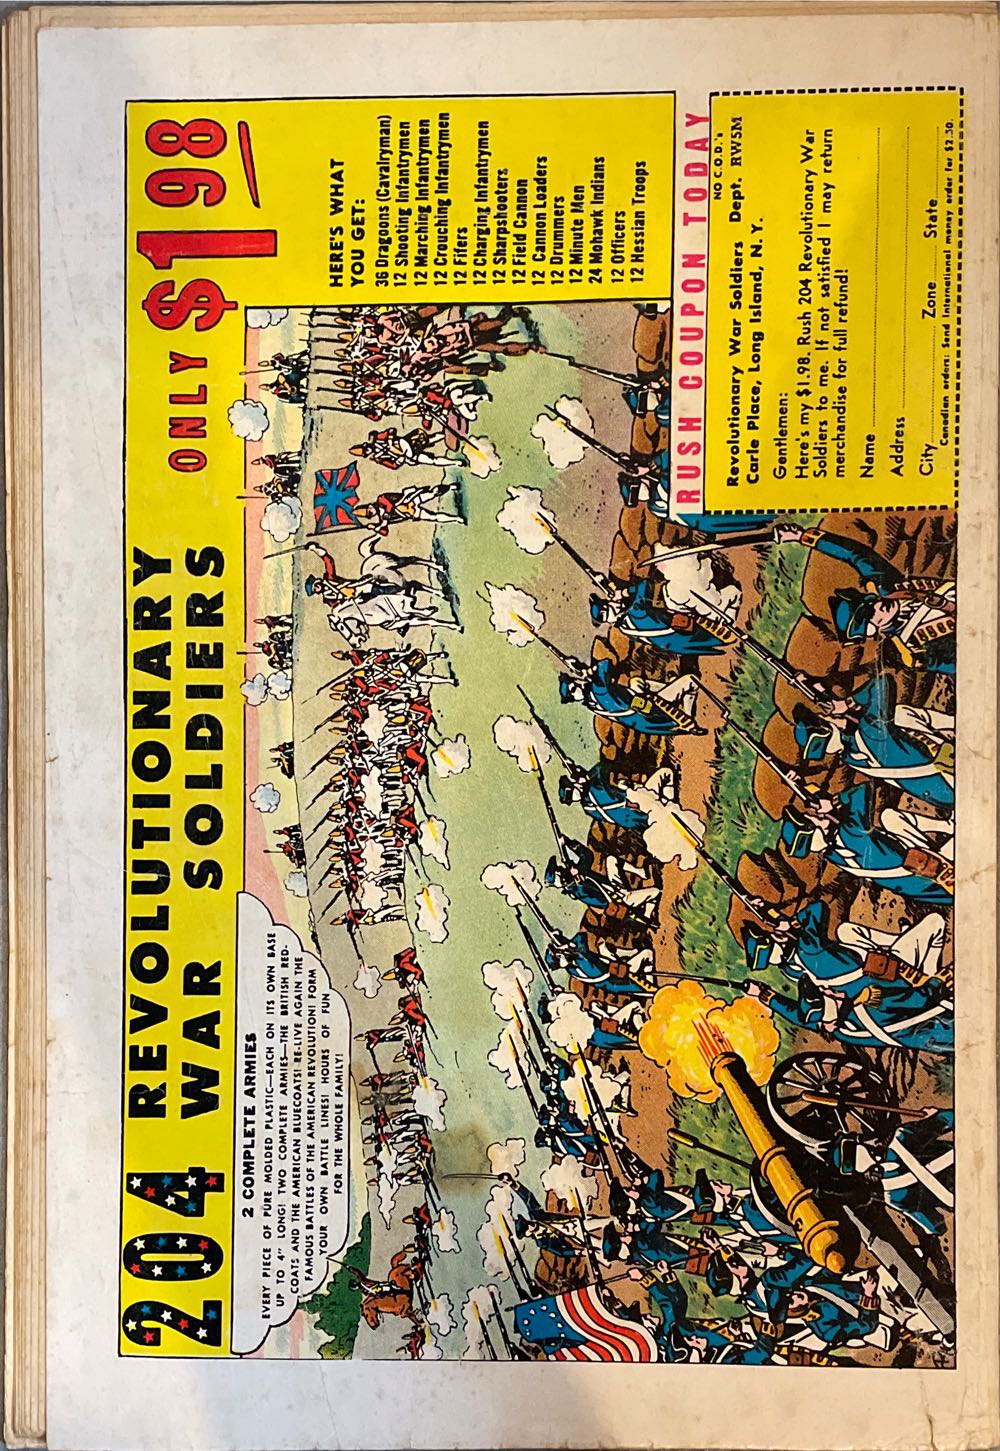 204 REVOLUTIONARY
WAR SOLDIERS
ONLY $198
2 COMPLETE ARMIES
EVERY PIECE OF PURE MOLDED PLASTIC—EACH ON ITS OWN BASE
UP TO 4" LONG! TWO COMPLETE ARMIES—THE BRITISH RED-
COATS AND THE AMERICAN BLUECOATS! RE-LIVE AGAIN THE
FAMOUS BATTLES OF THE AMERICAN REVOLUTION! FORM
YOUR OWN BATTLE LINES! HOURS OF FUN
FOR THE WHOLE FAMILY!
HERE'S WHAT
YOU GET:
36 Dragoons (Cavalryman)
12 Shooting Infantrymen
12 Marching Infantrymen
12 Crouching Infantrymen
12 Fifers
12 Charging Infantrymen
12 Sharpshooters
12 Field Cannon
12 Cannon Loaders
12 Drummers
12 Minute Men
24 Mohawk Indians
12 Officers
12 Hessian Troops
RUSH COUPON TODAY
NO C.O.D.'s
Revolutionary War Soldiers Dept. RW5M
Carle Place, Long Island, N. Y.
Gentlemen:
Here's my $1.98. Rush 204 Revolutionary War
Soldiers to me. If not satisfied I may return
merchandise for full refund!
Name
Address
City Zone State
Canadian orders: Send International money order for $2.50.